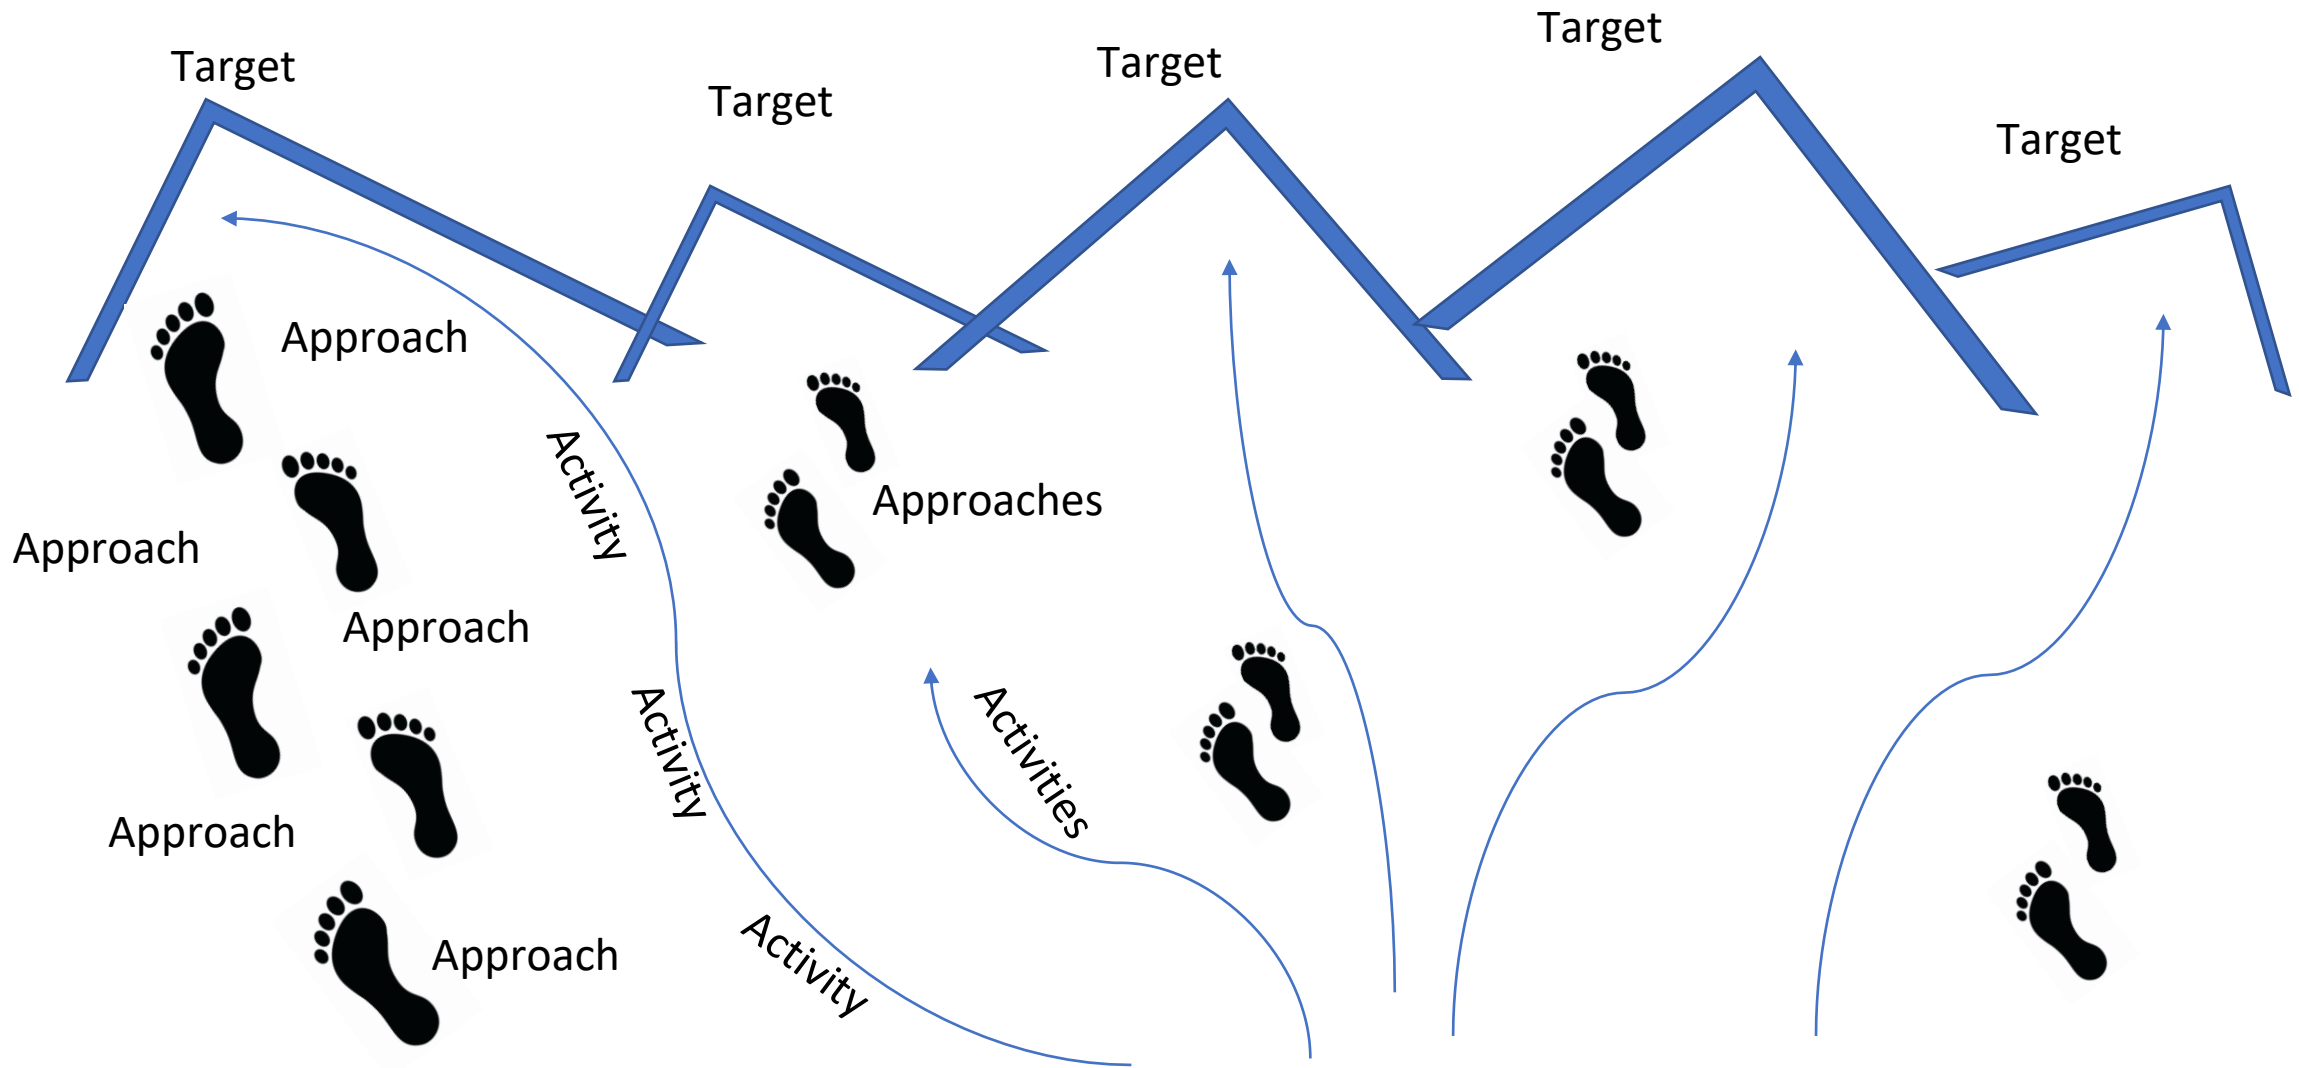 Target
Target
Target
Target
Target
Approach
Activity
Approaches
Approach
Approach
Activity
Activities
Approach
Activity
Approach